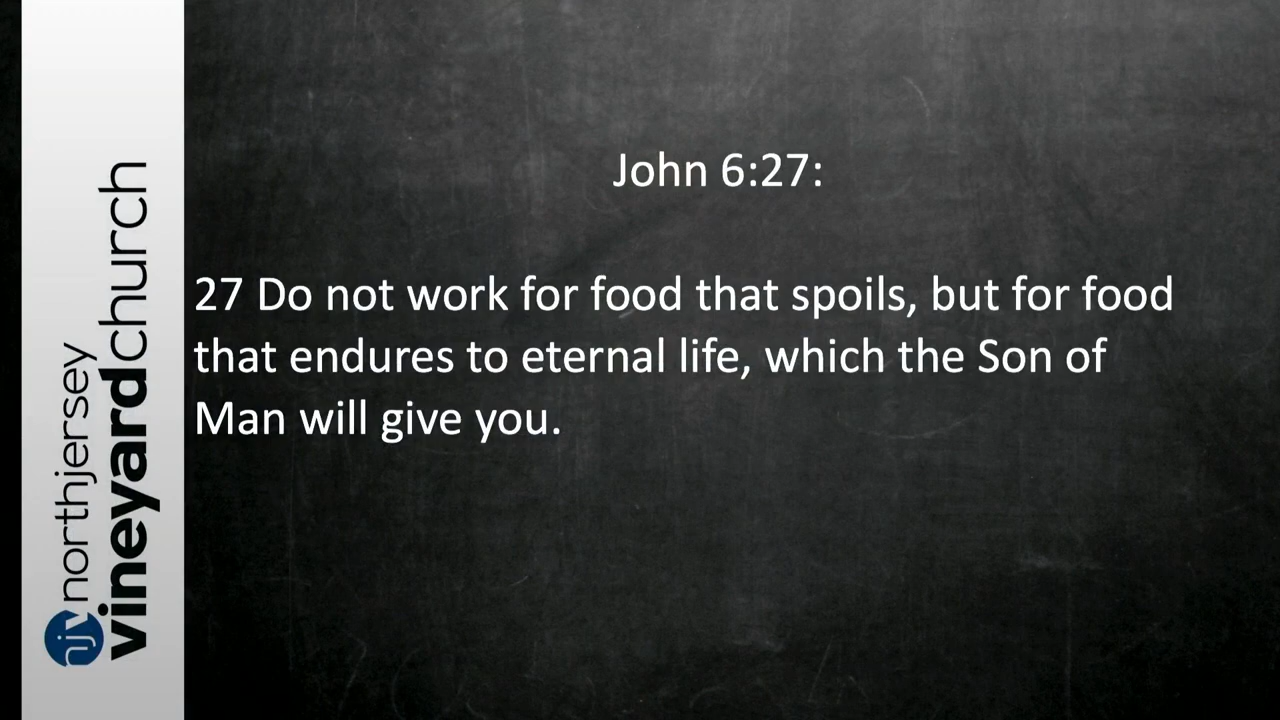 northjersey
vineyardchurch
njv
John 6:27:
27 Do not work for food that spoils, but for food
that endures to eternal life, which the Son of
Man will give you.